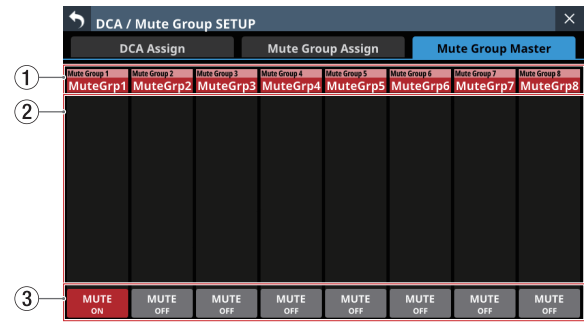 DCA / Mute Group SETUP
DCA Assign Mute Group Assign Mute Group Master
1
Mute Group 1 Mute Group 2 Mute Group 3 Mute Group 4 Mute Group 5 Mute Group 6 Mute Group 7 Mute Group 8
MuteGrp1 MuteGrp2 MuteGrp3 MuteGrp4 MuteGrp5 MuteGrp6 MuteGrp7 MuteGrp8
2
3
MUTE MUTE MUTE MUTE MUTE MUTE MUTE MUTE
ON OFF OFF OFF OFF OFF OFF OFF